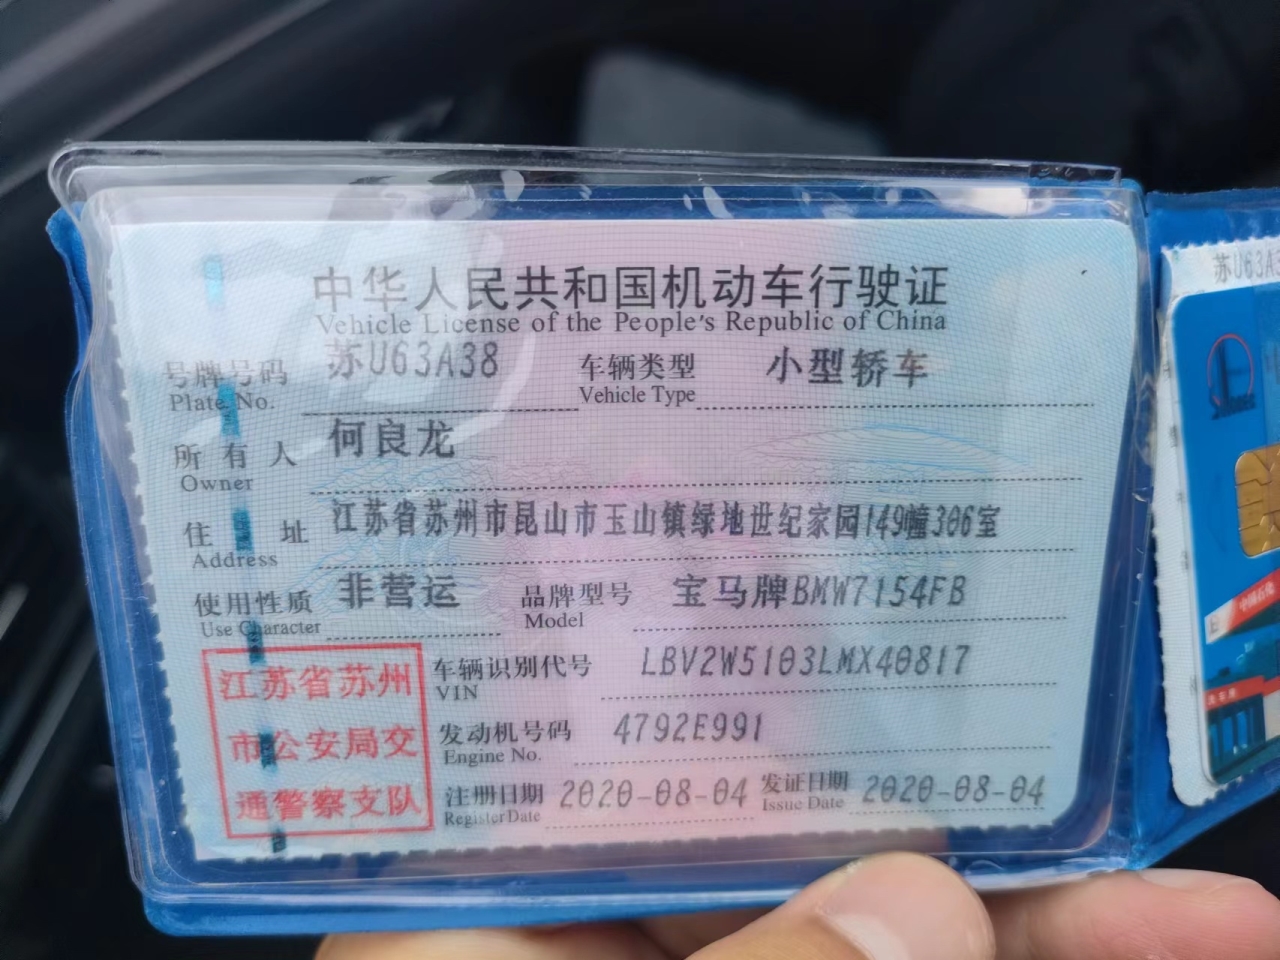 中华人民共和国机动车行驶证
Vehicle License of the People's Republic of China
号牌号码 苏U63A38 车辆类型 小型轿车
Plate No. Vehicle Type
所有人 何良龙
Owner
住址 江苏省苏州市昆山市玉山镇绿地世纪家园149幢306室
Address
使用性质 非营运 品牌型号 宝马牌BMW7154FB
Use Character Model
江苏省苏州
市公安局交
通警察支队
车辆识别代号 LBV2W5103LMX40817
VIN
发动机号码 4792E991
Engine No.
注册日期 2020-08-04 发证日期 2020-08-04
Register Date Issue Date
苏U63A3
中国石化